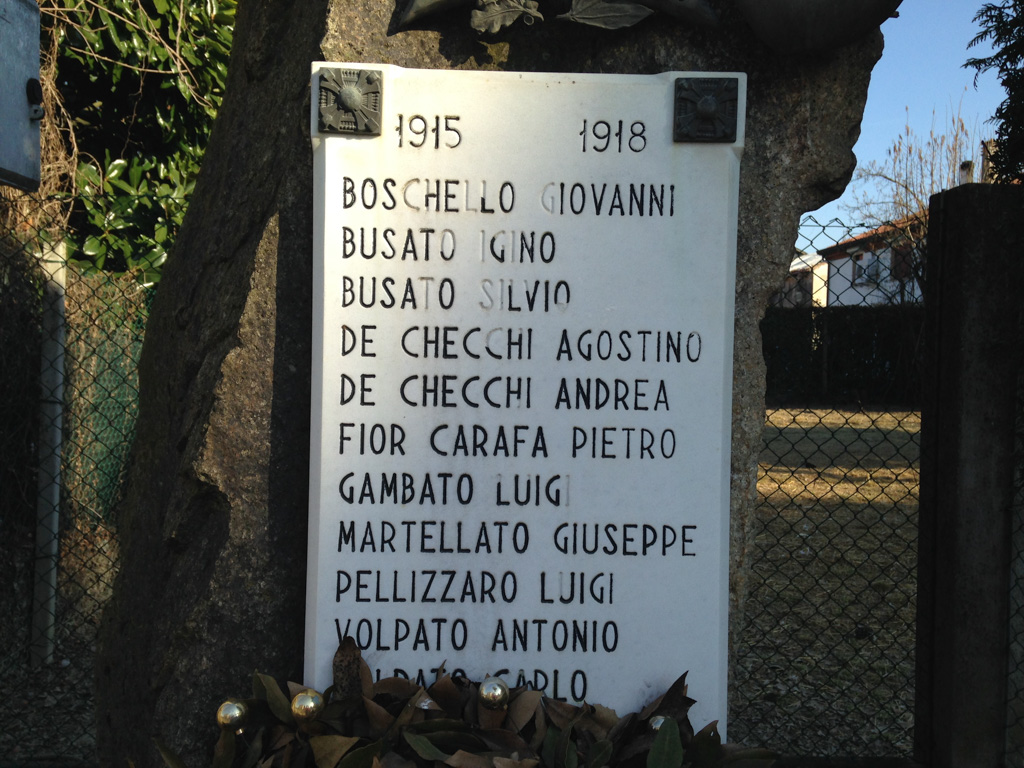 1915 1918
BOSCHELLO GIOVANNI
BUSATO IGINO
BUSATO SILVIO
DE CHECCHI AGOSTINO
DE CHECCHI ANDREA
FIOR CARAFA PIETRO
GAMBATO LUIGI
MARTELLATO GIUSEPPE
PELLIZZARO LUIGI
VOLPATO ANTONIO
VOLPATO CARLO